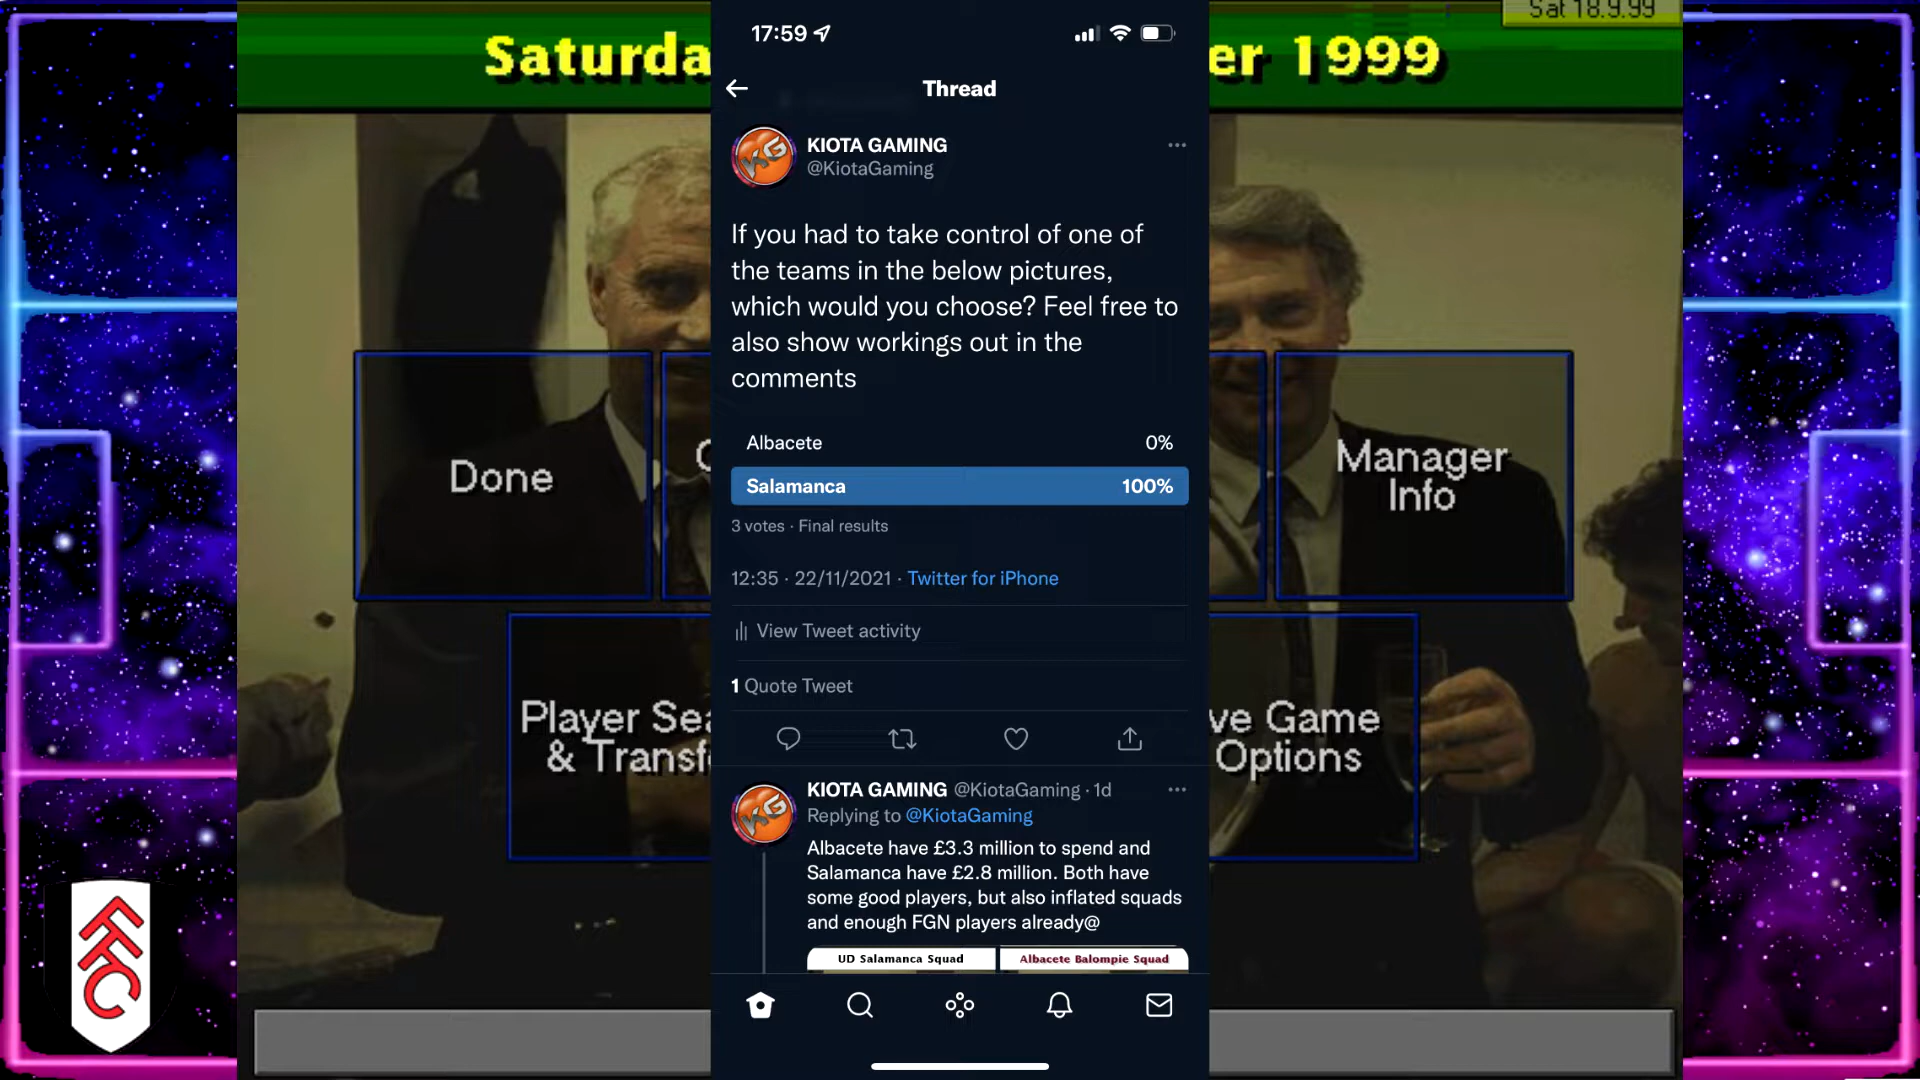 Sat 18.9.99
Saturda
er 1999
17:59
Thread
KIOTA GAMING
@KiotaGaming
If you had to take control of one of
the teams in the below pictures,
which would you choose? Feel free to
also show workings out in the
comments
Albacete 0%
Salamanca 100%
3 votes · Final results
12:35 · 22/11/2021 · Twitter for iPhone
View Tweet activity
1 Quote Tweet
KIOTA GAMING @KiotaGaming · 1d
Replying to @KiotaGaming
Albacete have £3.3 million to spend and
Salamanca have £2.8 million. Both have
some good players, but also inflated squads
and enough FGN players already@
UD Salamanca Squad
Albacete Balompie Squad
Done
Manager
Info
Player Sea
& Transf
ve Game
Options
KG
KG
FFC